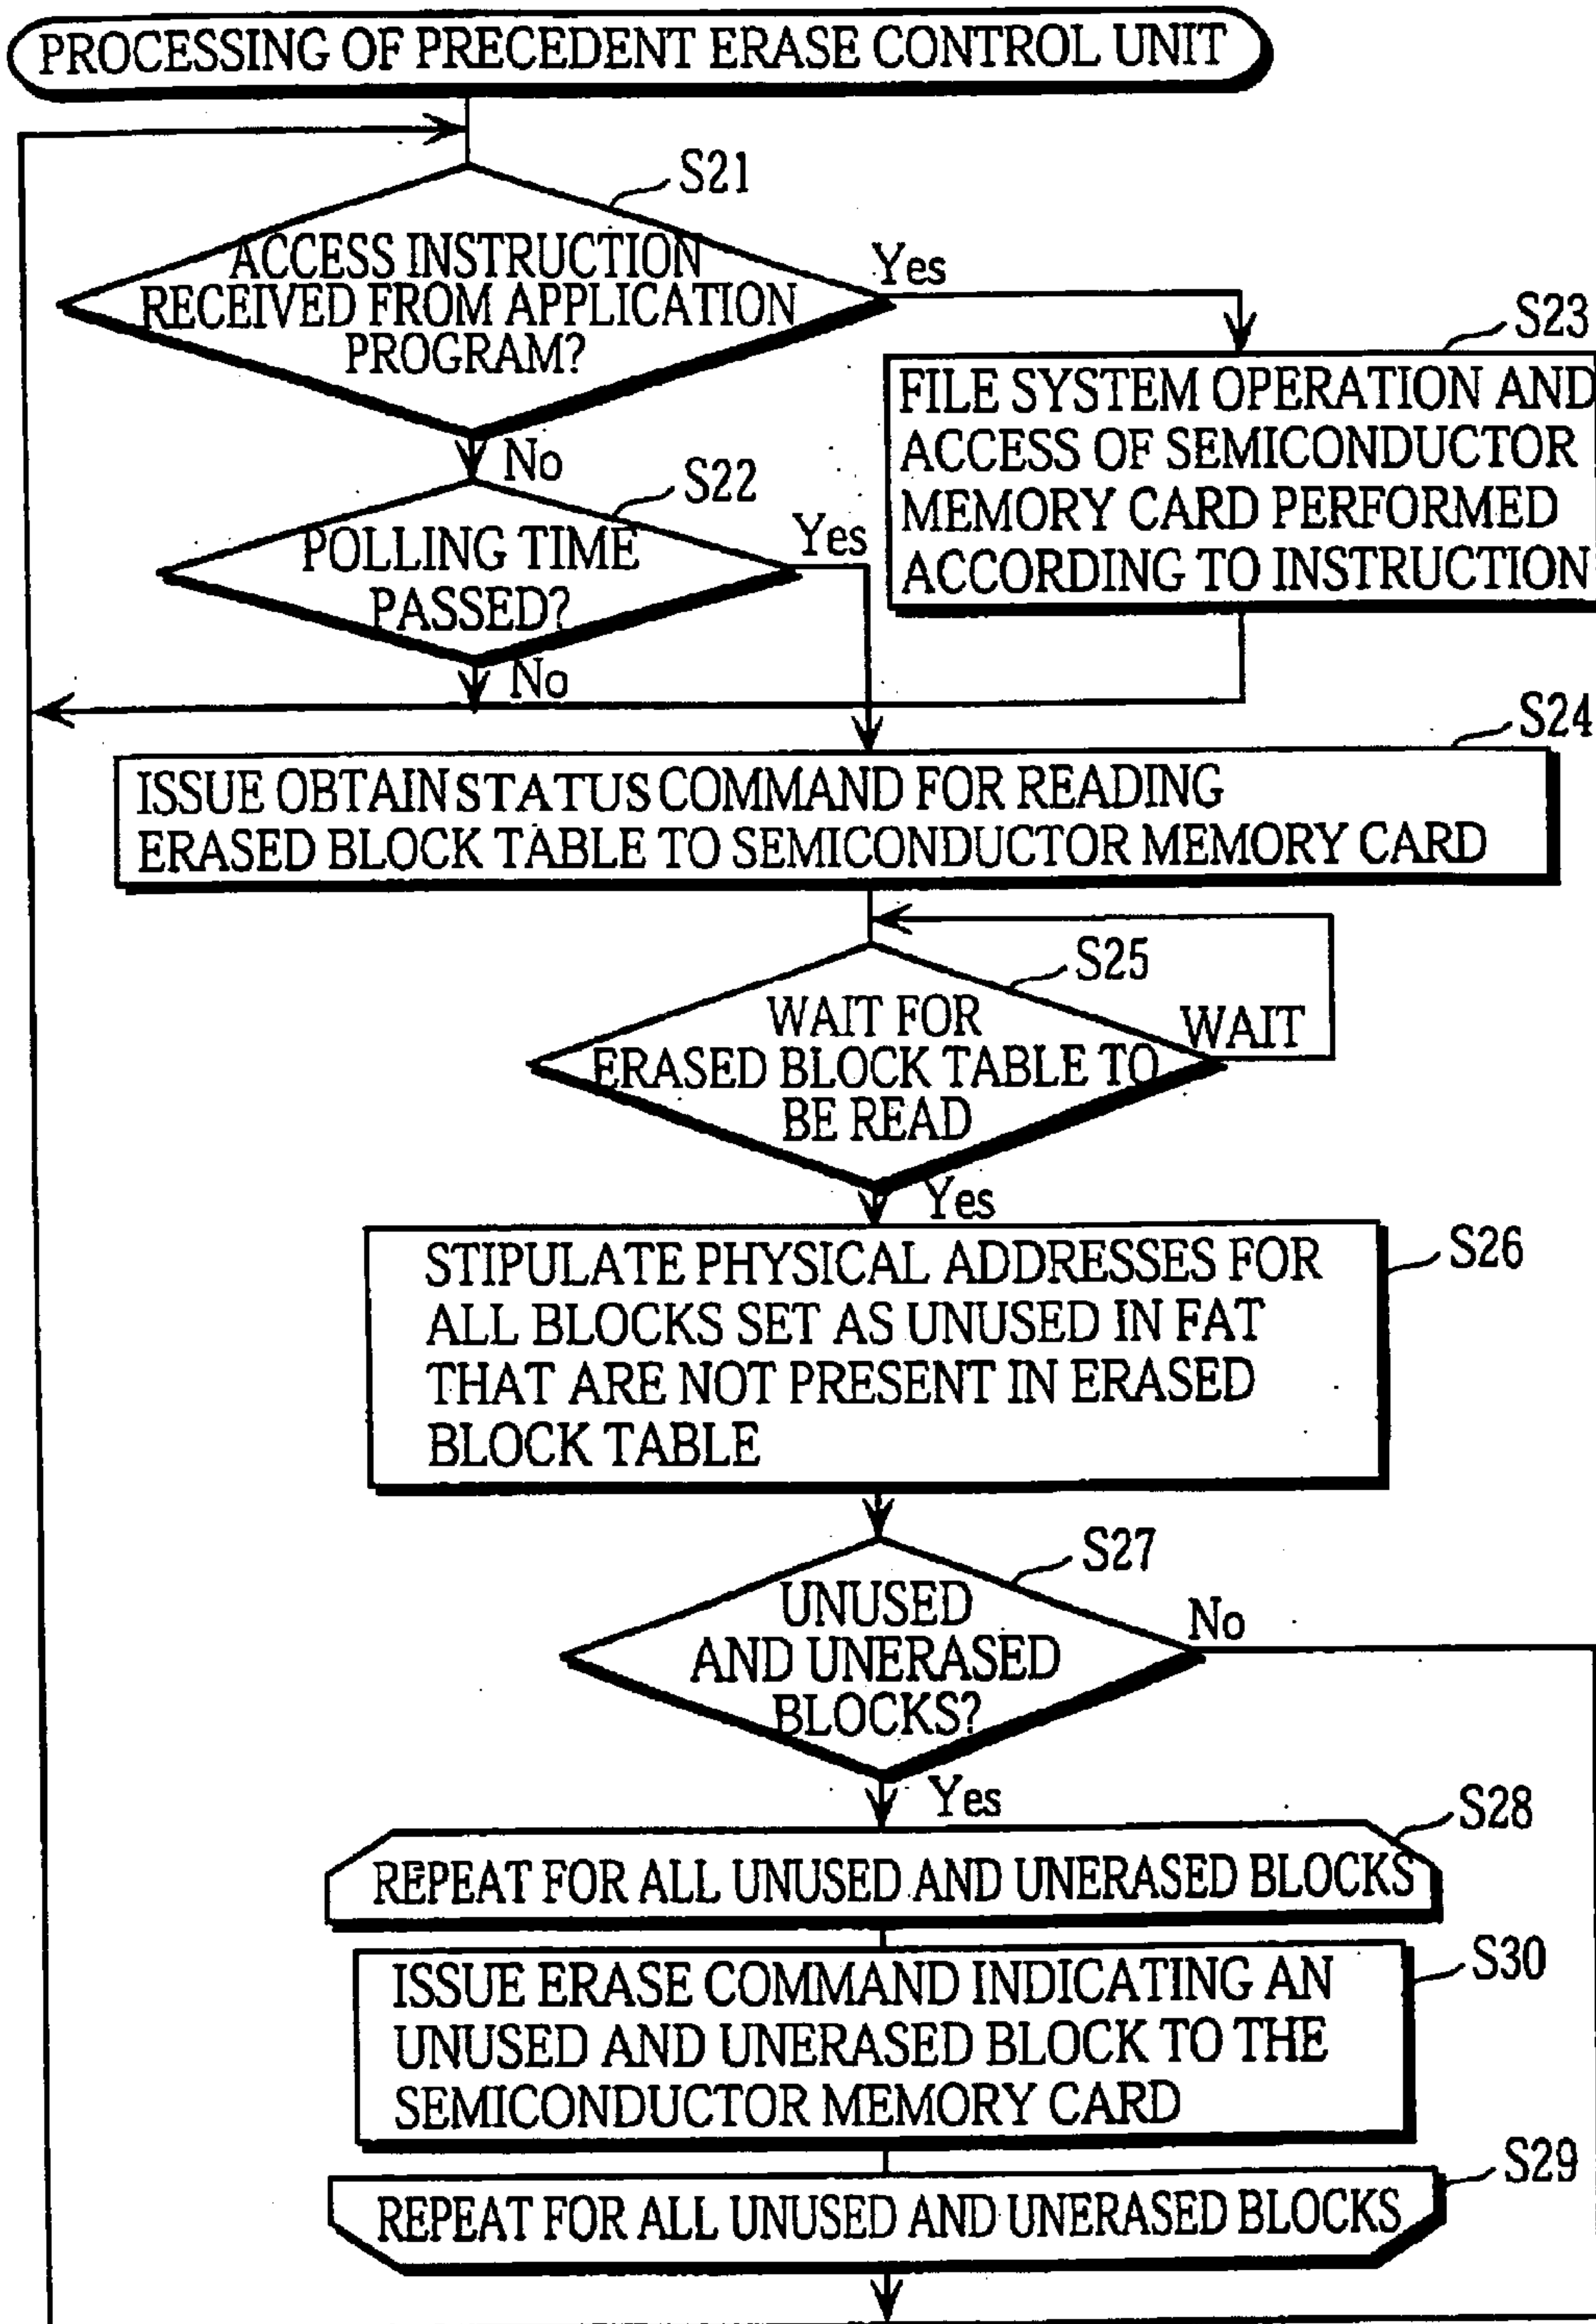 PROCESSING OF PRECEDENT ERASE CONTROL UNIT
S21
ACCESS INSTRUCTION
RECEIVED FROM APPLICATION
PROGRAM?
Yes
No
S23
FILE SYSTEM OPERATION AND
ACCESS OF SEMICONDUCTOR
MEMORY CARD PERFORMED
ACCORDING TO INSTRUCTION
S22
POLLING TIME
PASSED?
Yes
No
S24
ISSUE OBTAIN STATUS COMMAND FOR READING
ERASED BLOCK TABLE TO SEMICONDUCTOR MEMORY CARD
S25
WAIT FOR
ERASED BLOCK TABLE TO
BE READ
WAIT
Yes
S26
STIPULATE PHYSICAL ADDRESSES FOR
ALL BLOCKS SET AS UNUSED IN FAT
THAT ARE NOT PRESENT IN ERASED
BLOCK TABLE
S27
UNUSED
AND UNERASED
BLOCKS?
No
Yes
S28
REPEAT FOR ALL UNUSED AND UNERASED BLOCKS
S30
ISSUE ERASE COMMAND INDICATING AN
UNUSED AND UNERASED BLOCK TO THE
SEMICONDUCTOR MEMORY CARD
S29
REPEAT FOR ALL UNUSED AND UNERASED BLOCKS